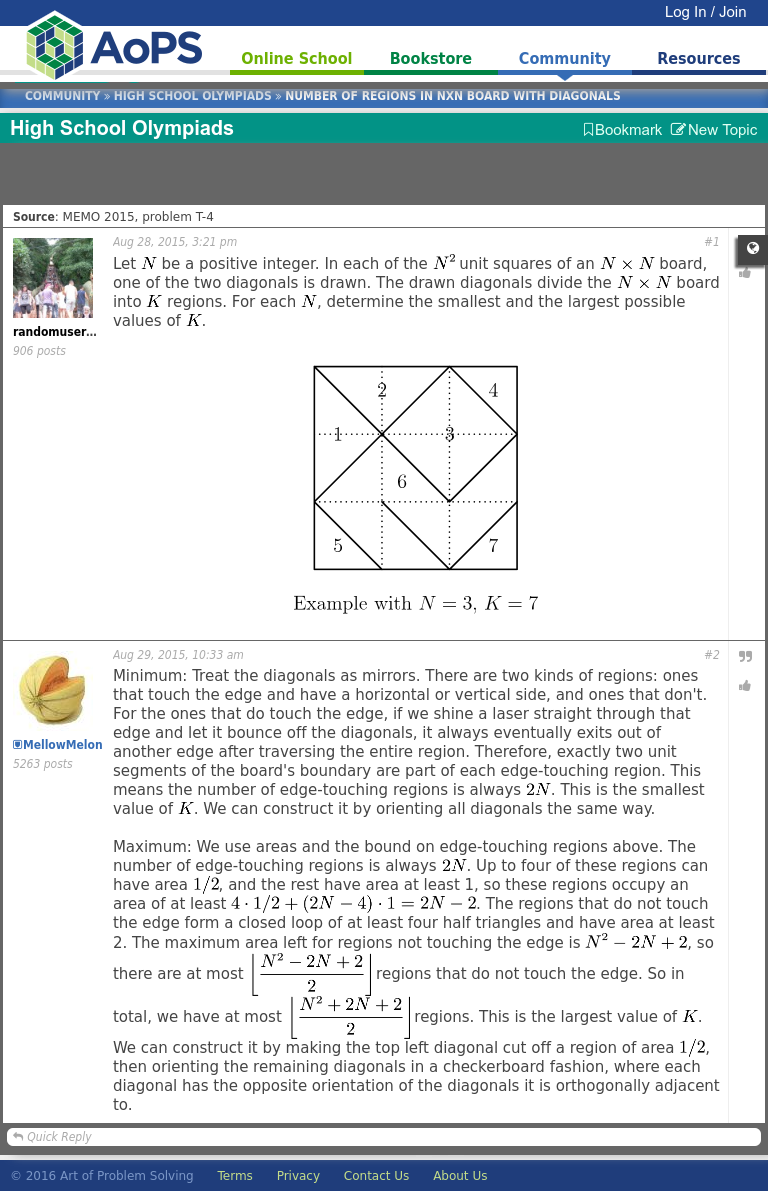 Log In / Join
AoPS
Online School Bookstore Community Resources
COMMUNITY » HIGH SCHOOL OLYMPIADS » NUMBER OF REGIONS IN NXN BOARD WITH DIAGONALS
High School Olympiads Bookmark New Topic
Source: MEMO 2015, problem T-4
Aug 28, 2015, 3:21 pm #1
randomuser...
906 posts
Let N be a positive integer. In each of the N² unit squares of an N × N board,
one of the two diagonals is drawn. The drawn diagonals divide the N × N board
into K regions. For each N, determine the smallest and the largest possible
values of K.
2 4
1 3
6
5 7
Example with N = 3, K = 7
Aug 29, 2015, 10:33 am #2
MellowMelon
5263 posts
Minimum: Treat the diagonals as mirrors. There are two kinds of regions: ones
that touch the edge and have a horizontal or vertical side, and ones that don't.
For the ones that do touch the edge, if we shine a laser straight through that
edge and let it bounce off the diagonals, it always eventually exits out of
another edge after traversing the entire region. Therefore, exactly two unit
segments of the board's boundary are part of each edge-touching region. This
means the number of edge-touching regions is always 2N. This is the smallest
value of K. We can construct it by orienting all diagonals the same way.
Maximum: We use areas and the bound on edge-touching regions above. The
number of edge-touching regions is always 2N. Up to four of these regions can
have area 1/2, and the rest have area at least 1, so these regions occupy an
area of at least 4 · 1/2 + (2N − 4) · 1 = 2N − 2. The regions that do not touch
the edge form a closed loop of at least four half triangles and have area at least
2. The maximum area left for regions not touching the edge is N² − 2N + 2, so
there are at most ⌊(N² − 2N + 2)/2⌋ regions that do not touch the edge. So in
total, we have at most ⌊(N² + 2N + 2)/2⌋ regions. This is the largest value of K.
We can construct it by making the top left diagonal cut off a region of area 1/2,
then orienting the remaining diagonals in a checkerboard fashion, where each
diagonal has the opposite orientation of the diagonals it is orthogonally adjacent
to.
Quick Reply
© 2016 Art of Problem Solving Terms Privacy Contact Us About Us